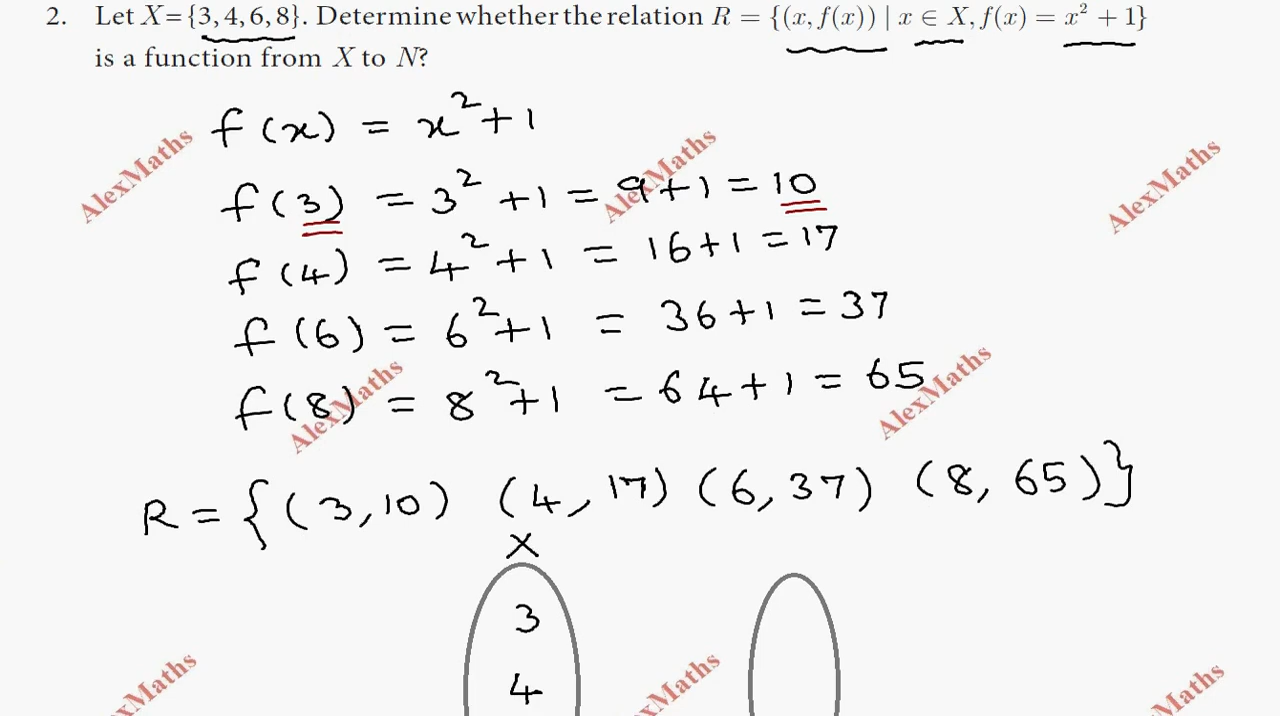 2. Let X={3, 4, 6, 8}. Determine whether the relation R = {(x, f(x)) | x ∈ X, f(x) = x² + 1}
is a function from X to N?
f(x) = x²+1
AlexMaths AlexMaths AlexMaths
f(3) = 3²+1 = 9+1 = 10
f(4) = 4²+1 = 16+1 = 17
f(6) = 6²+1 = 36+1 = 37
f(8) = 8²+1 = 64+1 = 65
AlexMaths AlexMaths
R = {(3,10) (4,17) (6,37) (8,65)}
X
3
4
exMaths AlexMaths Maths